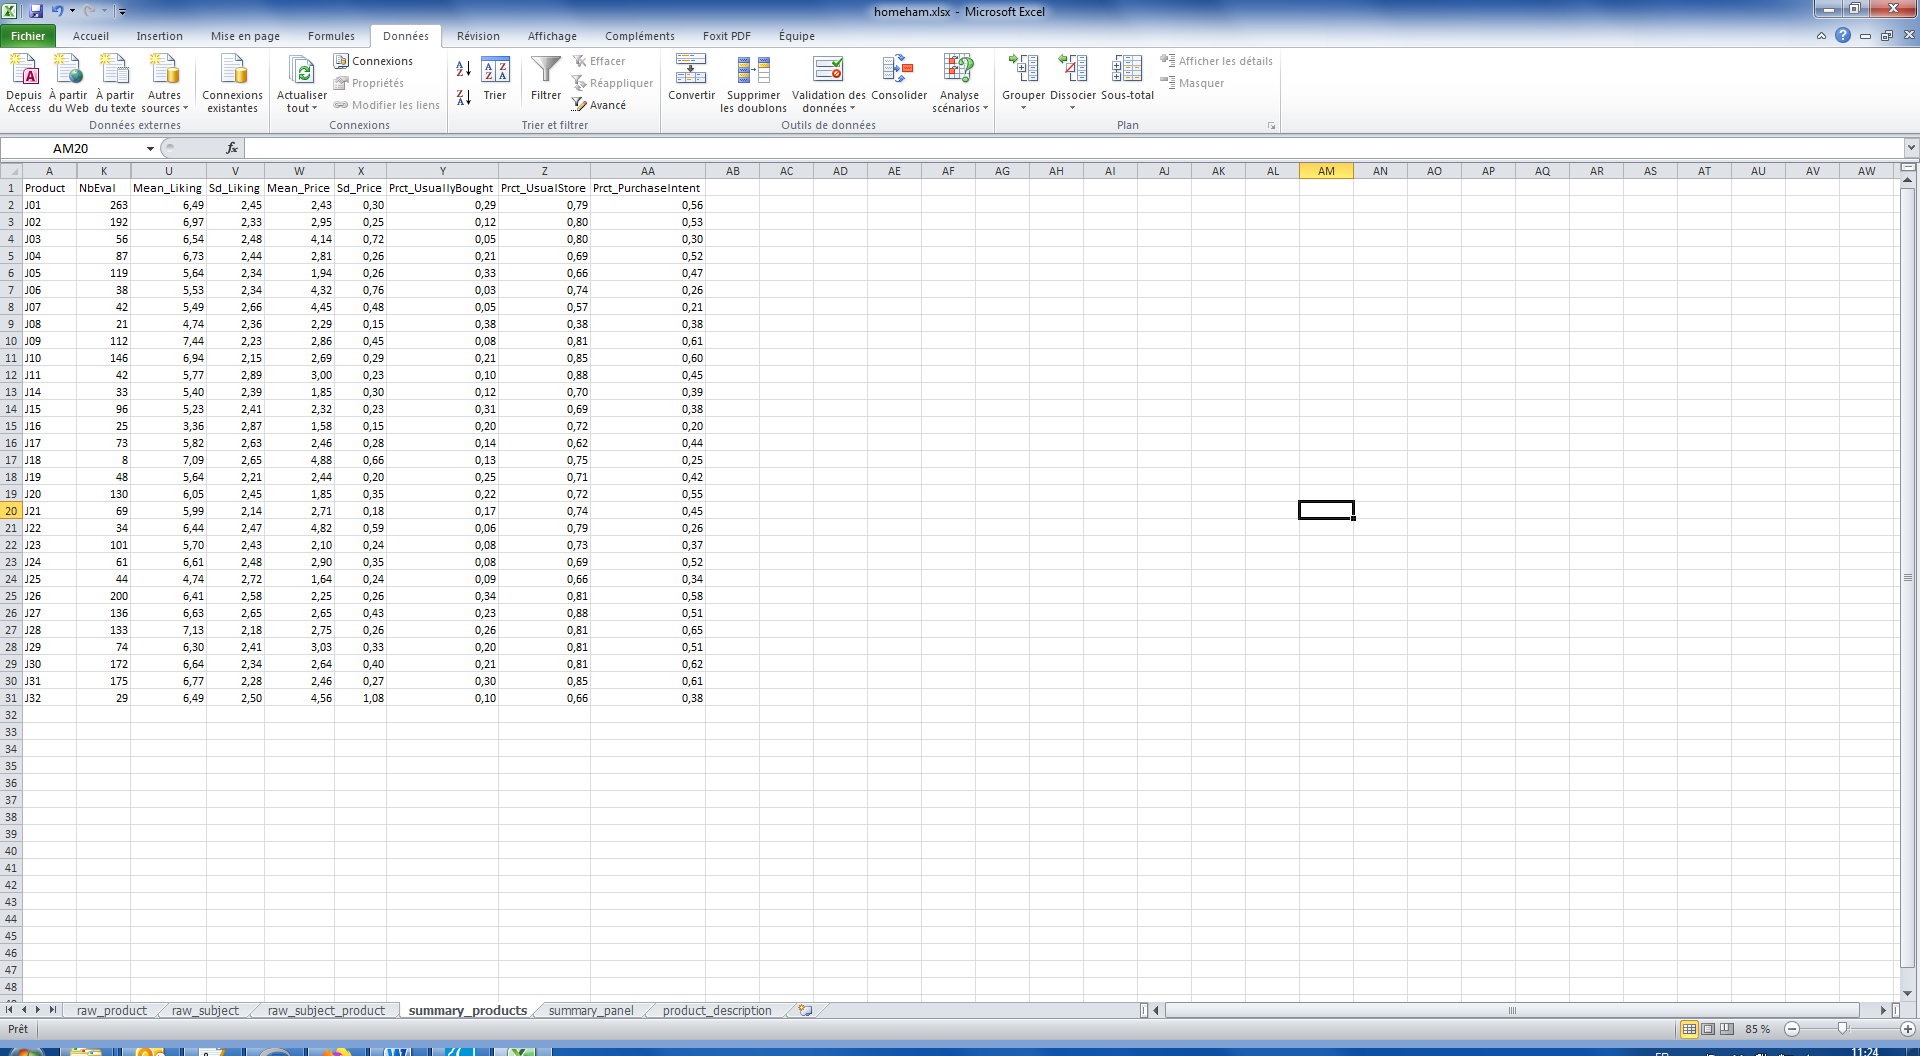 homeham.xlsx - Microsoft Excel
Fichier Accueil Insertion Mise en page Formules Données Révision Affichage Compléments Foxit PDF Équipe
Depuis Access À partir du Web À partir du texte Autres sources Connexions existantes
Données externes
Actualiser tout Connexions Propriétés Modifier les liens
Connexions
Trier Filtrer Effacer Réappliquer Avancé
Trier et filtrer
Convertir Supprimer les doublons Validation des données Consolider Analyse scénarios
Outils de données
Grouper Dissocier Sous-total Afficher les détails Masquer
Plan
AM20 fx
A K U V W X Y Z AA AB AC AD AE AF AG AH AI AJ AK AL AM AN AO AP AQ AR AS AT AU AV AW
1 Product NbEval Mean_Liking Sd_Liking Mean_Price Sd_Price Prct_UsuallyBought Prct_UsualStore Prct_PurchaseIntent
2 J01 263 6,49 2,45 2,43 0,30 0,29 0,79 0,56
3 J02 192 6,97 2,33 2,95 0,25 0,12 0,80 0,53
4 J03 56 6,54 2,48 4,14 0,72 0,05 0,80 0,30
5 J04 87 6,73 2,44 2,81 0,26 0,21 0,69 0,52
6 J05 119 5,64 2,34 1,94 0,26 0,33 0,66 0,47
7 J06 38 5,53 2,34 4,32 0,76 0,03 0,74 0,26
8 J07 42 5,49 2,66 4,45 0,48 0,05 0,57 0,21
9 J08 21 4,74 2,36 2,29 0,15 0,38 0,38 0,38
10 J09 112 7,44 2,23 2,86 0,45 0,08 0,81 0,61
11 J10 146 6,94 2,15 2,69 0,29 0,21 0,85 0,60
12 J11 42 5,77 2,89 3,00 0,23 0,10 0,88 0,45
13 J14 33 5,40 2,39 1,85 0,30 0,12 0,70 0,39
14 J15 96 5,23 2,41 2,32 0,23 0,31 0,69 0,38
15 J16 25 3,36 2,87 1,58 0,15 0,20 0,72 0,20
16 J17 73 5,82 2,63 2,46 0,28 0,14 0,62 0,44
17 J18 8 7,09 2,65 4,88 0,66 0,13 0,75 0,25
18 J19 48 5,64 2,21 2,44 0,20 0,25 0,71 0,42
19 J20 130 6,05 2,45 1,85 0,35 0,22 0,72 0,55
20 J21 69 5,99 2,14 2,71 0,18 0,17 0,74 0,45
21 J22 34 6,44 2,47 4,82 0,59 0,06 0,79 0,26
22 J23 101 5,70 2,43 2,10 0,24 0,08 0,73 0,37
23 J24 61 6,61 2,48 2,90 0,35 0,08 0,69 0,52
24 J25 44 4,74 2,72 1,64 0,24 0,09 0,66 0,34
25 J26 200 6,41 2,58 2,25 0,26 0,34 0,81 0,58
26 J27 136 6,63 2,65 2,65 0,43 0,23 0,88 0,51
27 J28 133 7,13 2,18 2,75 0,26 0,26 0,81 0,65
28 J29 74 6,30 2,41 3,03 0,33 0,20 0,81 0,51
29 J30 172 6,64 2,34 2,64 0,40 0,21 0,81 0,62
30 J31 175 6,77 2,28 2,46 0,27 0,30 0,85 0,61
31 J32 29 6,49 2,50 4,56 1,08 0,10 0,66 0,38
32
33
34
35
36
37
38
39
40
41
42
43
44
45
46
47
48
raw_product raw_subject raw_subject_product summary_products summary_panel product_description
Prêt 85 %
11:24